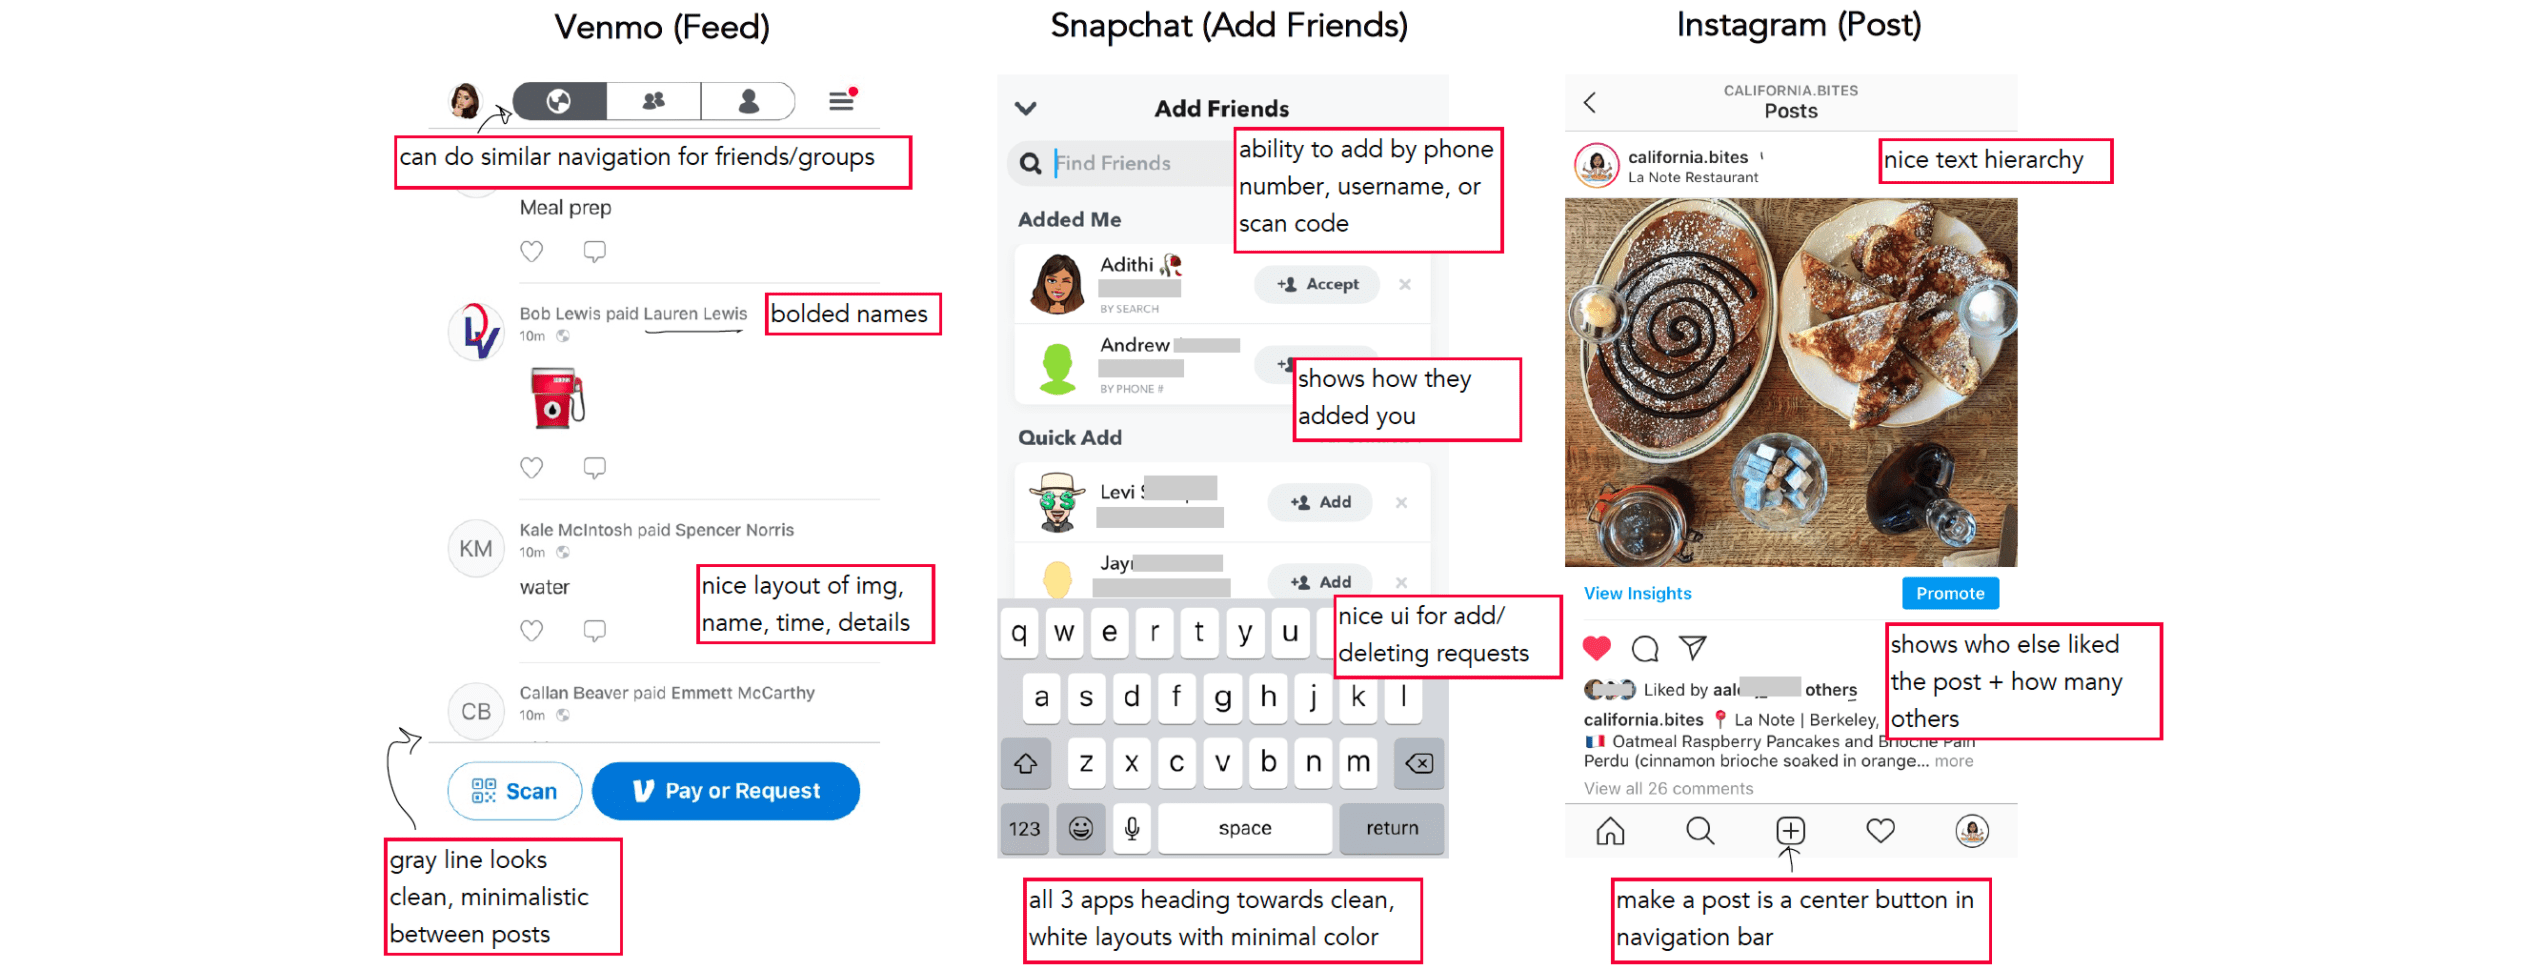 Venmo (Feed)
can do similar navigation for friends/groups
Meal prep
Bob Lewis paid Lauren Lewis
10m
bolded names
Kale McIntosh paid Spencer Norris
KM
10m
water
nice layout of img,
name, time, details
Callan Beaver paid Emmett McCarthy
CB
10m
Scan
Pay or Request
gray line looks
clean, minimalistic
between posts
Snapchat (Add Friends)
Add Friends
Find Friends
ability to add by phone
number, username, or
scan code
Added Me
Adithi
BY SEARCH
Accept
Andrew
BY PHONE #
shows how they
added you
Quick Add
Levi
Add
Jay
Add
nice ui for add/
deleting requests
q w e r t y u
a s d f g h j k l
z x c v b n m
123
space
return
all 3 apps heading towards clean,
white layouts with minimal color
Instagram (Post)
CALIFORNIA.BITES
Posts
california.bites
La Note Restaurant
nice text hierarchy
View Insights
Promote
shows who else liked
the post + how many
others
Liked by aal others
california.bites La Note | Berkeley,
Oatmeal Raspberry Pancakes and Brioche Pain
Perdu (cinnamon brioche soaked in orange... more
View all 26 comments
make a post is a center button in
navigation bar